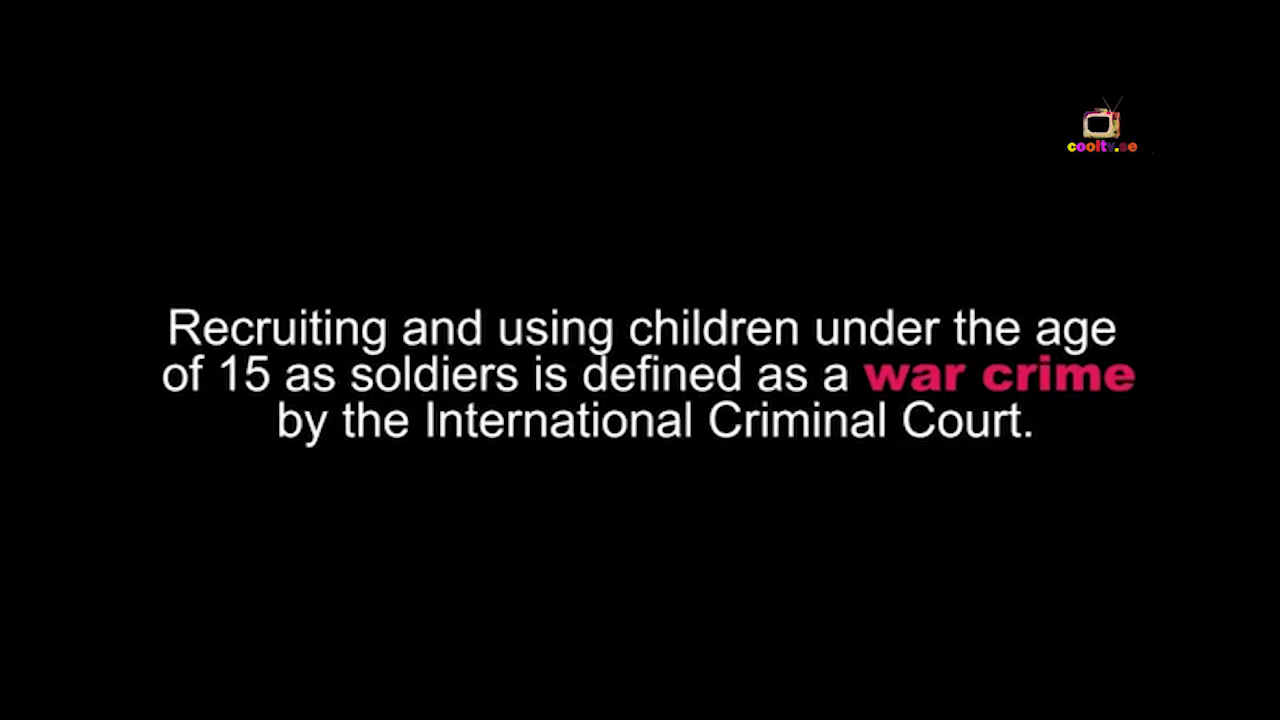 cooltv.se
Recruiting and using children under the age
of 15 as soldiers is defined as a war crime
by the International Criminal Court.